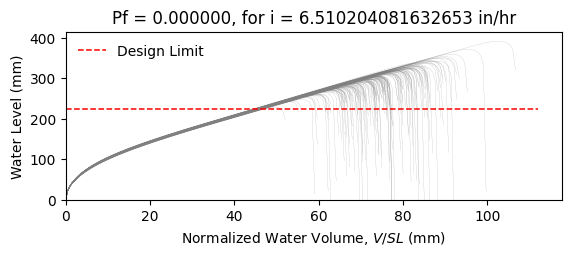 Pf = 0.000000, for i = 6.510204081632653 in/hr
400
300
200
100
0
Water Level (mm)
Design Limit
0 20 40 60 80 100
Normalized Water Volume, V/SL (mm)